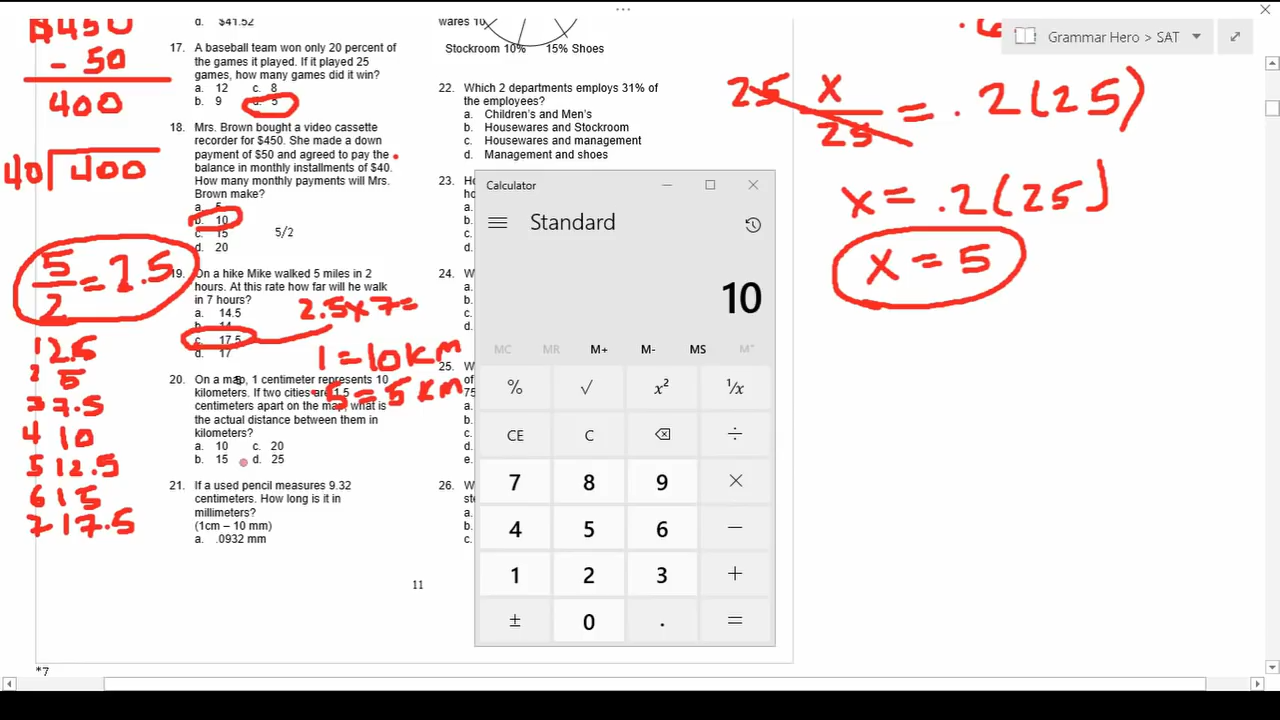 $450
- 50
400
40 400
5/2 = 2.5
1 2.5
2 5
3 7.5
4 10
5 12.5
6 15
7 17.5
d. $41.52
17. A baseball team won only 20 percent of
the games it played. If it played 25
games, how many games did it win?
a. 12 c. 8
b. 9 d. 5
18. Mrs. Brown bought a video cassette
recorder for $450. She made a down
payment of $50 and agreed to pay the
balance in monthly installments of $40.
How many monthly payments will Mrs.
Brown make?
a. 5
b. 10
c. 15 5/2
d. 20
19. On a hike Mike walked 5 miles in 2
hours. At this rate how far will he walk
in 7 hours?
a. 14.5
b. 14
c. 17.5
d. 17
2.5 x 7 =
1 = 10 km
.5 = 5 km
20. On a map, 1 centimeter represents 10
kilometers. If two cities are 1.5
centimeters apart on the map, what is
the actual distance between them in
kilometers?
a. 10 c. 20
b. 15 d. 25
21. If a used pencil measures 9.32
centimeters. How long is it in
millimeters?
(1cm – 10 mm)
a. .0932 mm
11
*7
wares 10
Stockroom 10% 15% Shoes
22. Which 2 departments employs 31% of
the employees?
a. Children's and Men's
b. Housewares and Stockroom
c. Housewares and management
d. Management and shoes
23.
a.
b.
c.
d.
24.
a.
b.
c.
d.
25.
of
75
a.
b.
c.
d.
e.
26.
a.
b.
c.
Calculator
Standard
10
MC MR M+ M- MS M˅
% √ x² ¹/x
CE C ⌫ ÷
7 8 9 ×
4 5 6 −
1 2 3 +
± 0 . =
Grammar Hero > SAT
25 x/25 = .2(25)
x = .2(25)
x = 5